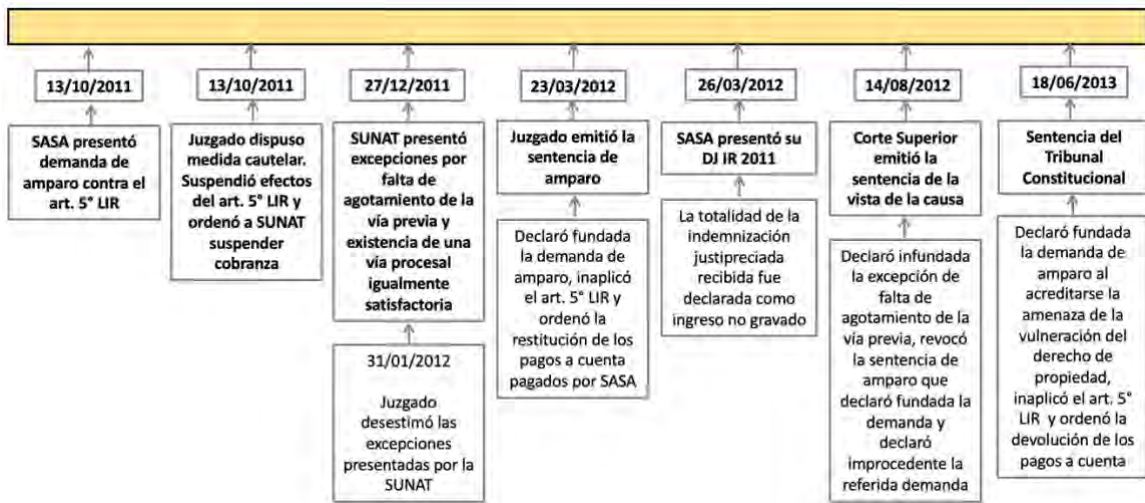 13/10/2011
SASA presentó
demanda de
amparo contra el
art. 5° LIR
13/10/2011
Juzgado dispuso
medida cautelar.
Suspendió efectos
del art. 5° LIR y
ordenó a SUNAT
suspender
cobranza
27/12/2011
SUNAT presentó
excepciones por
falta de
agotamiento de la
vía previa y
existencia de una
vía procesal
igualmente
satisfactoria
31/01/2012
Juzgado
desestimó las
excepciones
presentadas por la
SUNAT
23/03/2012
Juzgado emitió la
sentencia de
amparo
Declaró fundada
la demanda de
amparo, inaplicó
el art. 5° LIR y
ordenó la
restitución de los
pagos a cuenta
pagados por SASA
26/03/2012
SASA presentó su
DJ IR 2011
La totalidad de la
indemnización
justipreciada
recibida fue
declarada como
ingreso no gravado
14/08/2012
Corte Superior
emitió la
sentencia de la
vista de la causa
Declaró infundada
la excepción de
falta de
agotamiento de la
vía previa, revocó
la sentencia de
amparo que
declaró fundada la
demanda y
declaró
improcedente la
referida demanda
18/06/2013
Sentencia del
Tribunal
Constitucional
Declaró fundada
la demanda de
amparo al
acreditarse la
amenaza de la
vulneración del
derecho de
propiedad,
inaplicó el art. 5°
LIR y ordenó la
devolución de los
pagos a cuenta